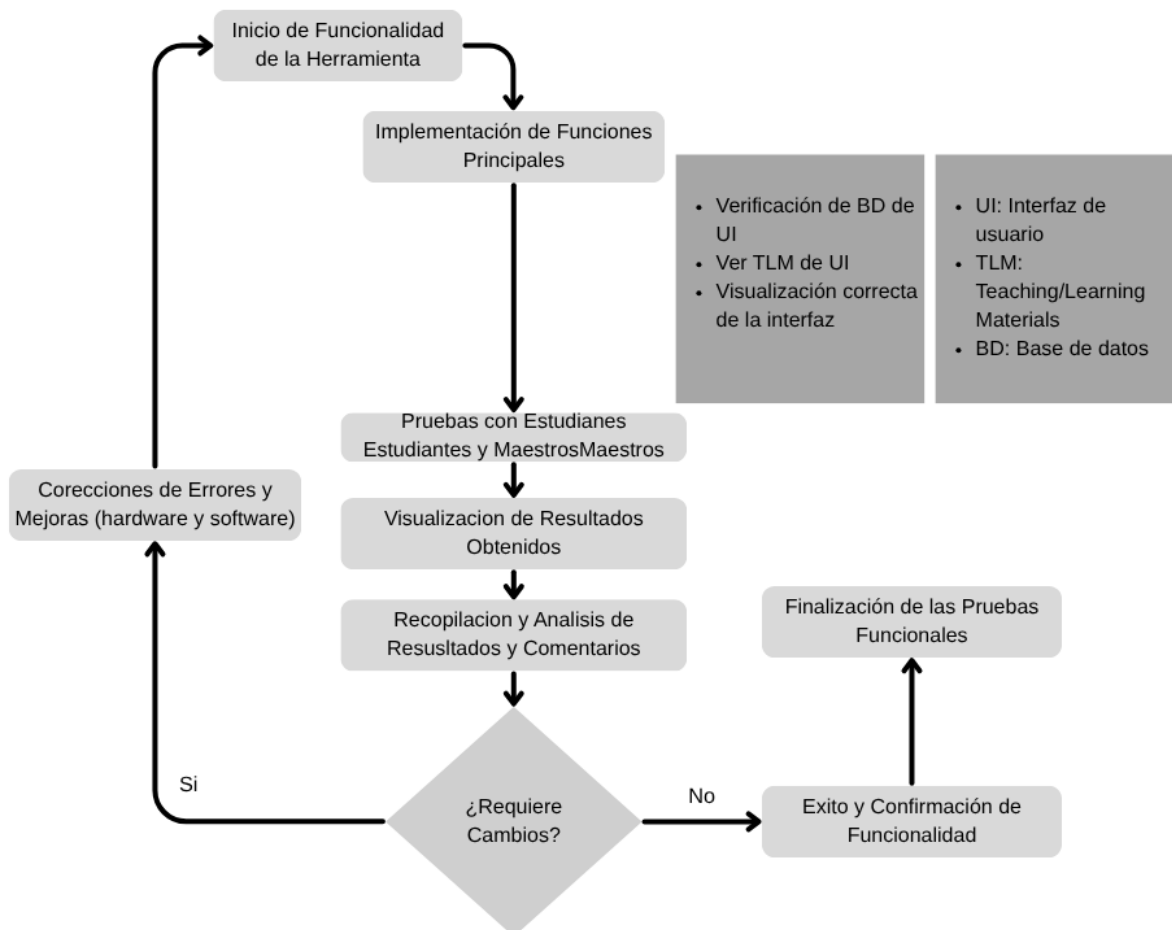 Inicio de Funcionalidad
de la Herramienta
Implementación de Funciones
Principales
• Verificación de BD de
UI
• Ver TLM de UI
• Visualización correcta
de la interfaz
• UI: Interfaz de
usuario
• TLM:
Teaching/Learning
Materials
• BD: Base de datos
Pruebas con Estudianes
Estudiantes y MaestrosMaestros
Corecciones de Errores y
Mejoras (hardware y software)
Visualizacion de Resultados
Obtenidos
Recopilacion y Analisis de
Resusltados y Comentarios
Finalización de las Pruebas
Funcionales
Si
¿Requiere
Cambios?
No
Exito y Confirmación de
Funcionalidad